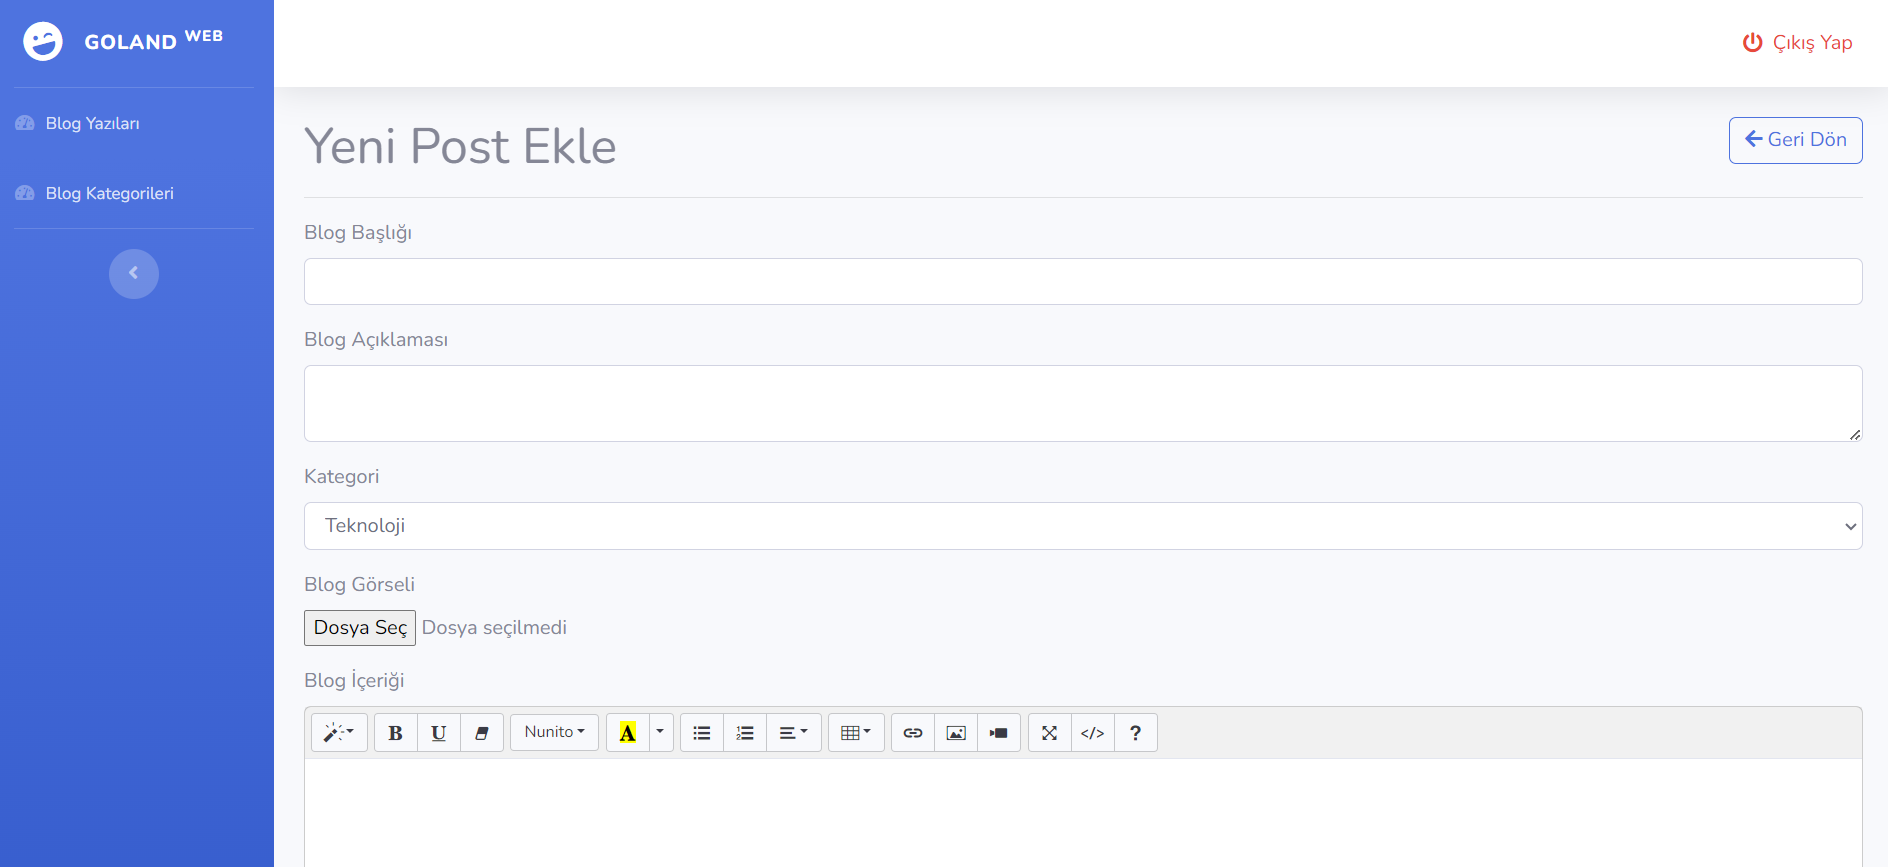 GOLAND WEB
Çıkış Yap
Blog Yazıları
Blog Kategorileri
Yeni Post Ekle
Geri Dön
Blog Başlığı
Blog Açıklaması
Kategori
Teknoloji
Blog Görseli
Dosya Seç Dosya seçilmedi
Blog İçeriği
B U Nunito A </> ?